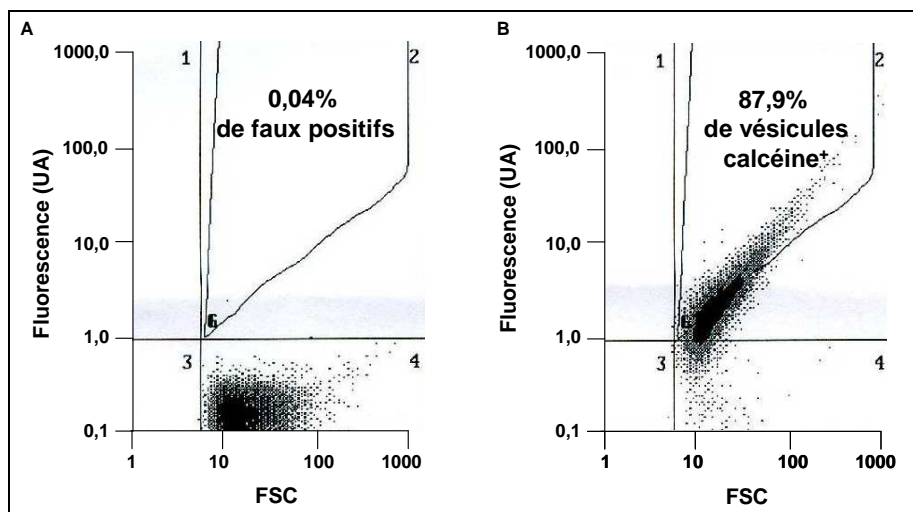 A
1000,0
100,0
10,0
1,0
0,1
Fluorescence (UA)
1
2
0,04%
de faux positifs
G
3
4
1
10
100
1000
FSC
B
1000,0
100,0
10,0
1,0
0,1
Fluorescence (UA)
1
2
87,9%
de vésicules
calcéine⁺
3
4
1
10
100
1000
FSC